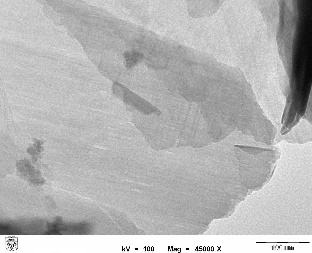 kV = 100 Mag = 45000 X